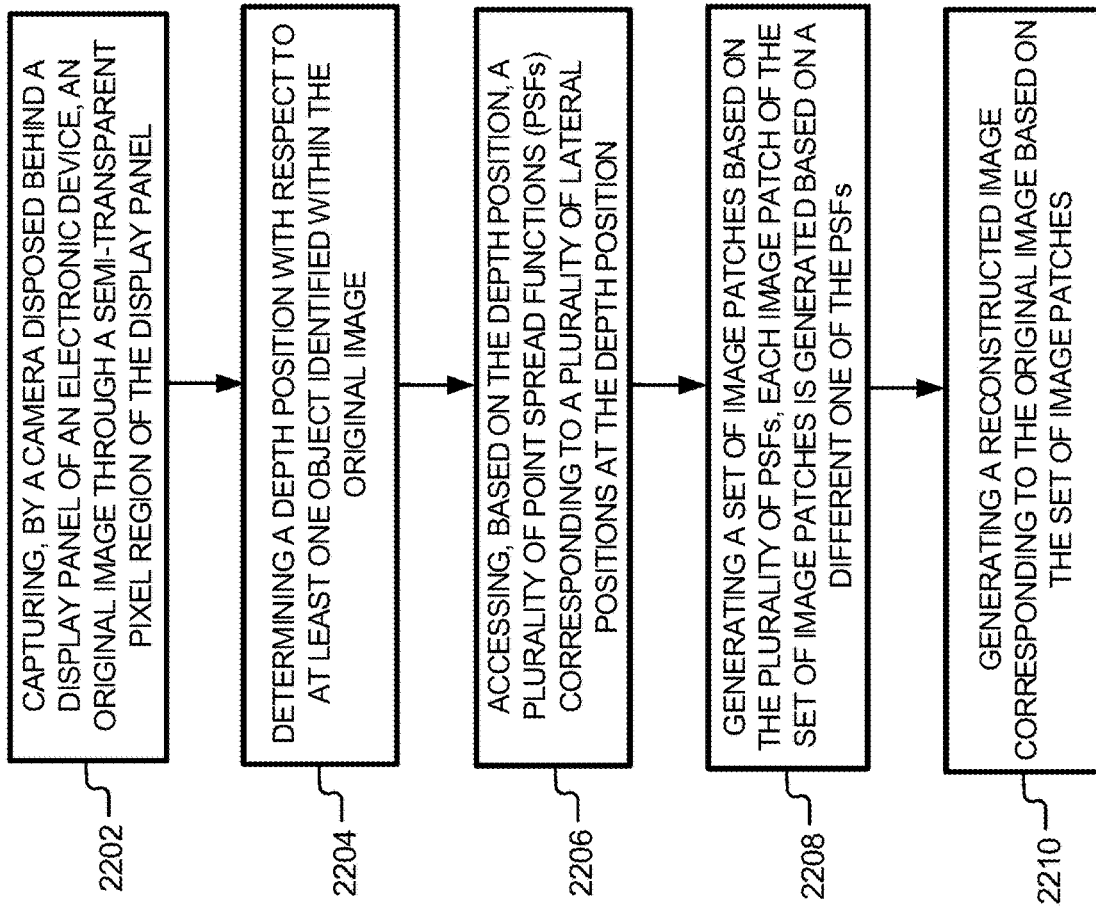 CAPTURING, BY A CAMERA DISPOSED BEHIND A
DISPLAY PANEL OF AN ELECTRONIC DEVICE, AN
ORIGINAL IMAGE THROUGH A SEMI-TRANSPARENT
PIXEL REGION OF THE DISPLAY PANEL
2202
DETERMINING A DEPTH POSITION WITH RESPECT TO
AT LEAST ONE OBJECT IDENTIFIED WITHIN THE
ORIGINAL IMAGE
2204
ACCESSING, BASED ON THE DEPTH POSITION, A
PLURALITY OF POINT SPREAD FUNCTIONS (PSFs)
CORRESPONDING TO A PLURALITY OF LATERAL
POSITIONS AT THE DEPTH POSITION
2206
GENERATING A SET OF IMAGE PATCHES BASED ON
THE PLURALITY OF PSFs, EACH IMAGE PATCH OF THE
SET OF IMAGE PATCHES IS GENERATED BASED ON A
DIFFERENT ONE OF THE PSFs
2208
GENERATING A RECONSTRUCTED IMAGE
CORRESPONDING TO THE ORIGINAL IMAGE BASED ON
THE SET OF IMAGE PATCHES
2210